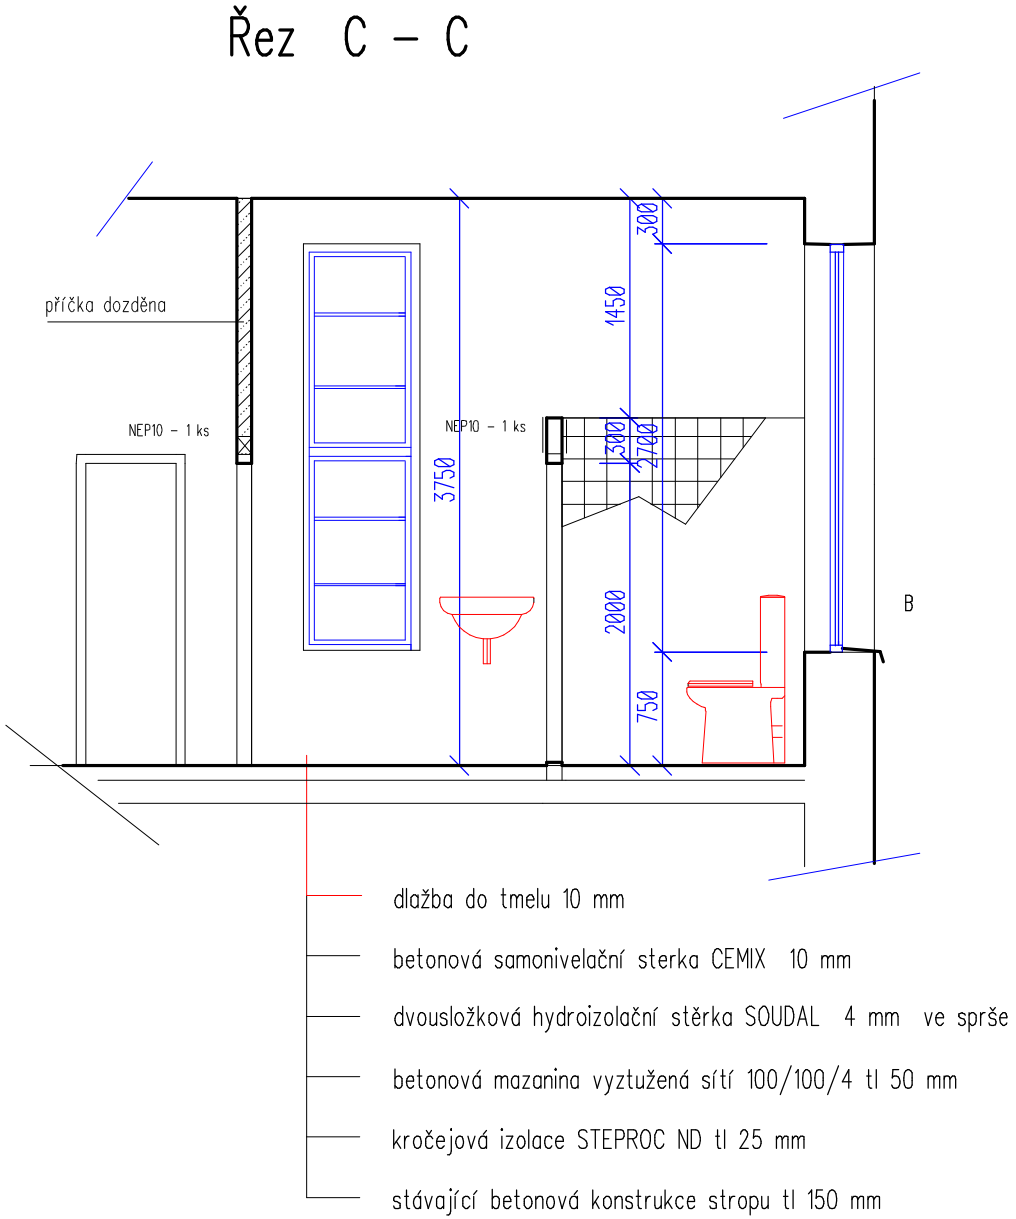 Řez C – C
300
1450
příčka dozděna
NEP10 – 1 ks
NEP10 – 1 ks
300
2700
3750
2000
B
750
dlažba do tmelu 10 mm
betonová samonivelační sterka CEMIX 10 mm
dvousložková hydroizolační stěrka SOUDAL 4 mm ve sprše
betonová mazanina vyztužená sítí 100/100/4 tl 50 mm
kročejová izolace STEPROC ND tl 25 mm
stávající betonová konstrukce stropu tl 150 mm